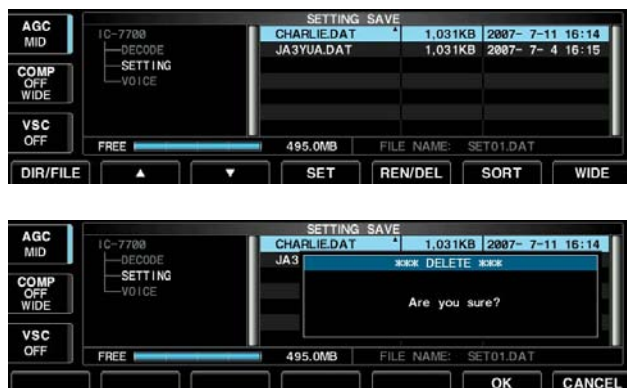 SETTING SAVE
AGC
MID
COMP
OFF
WIDE
VSC
OFF
IC-7700
DECODE
SETTING
VOICE
CHARLIE.DAT 1,031KB 2007- 7-11 16:14
JA3YUA.DAT 1,031KB 2007- 7- 4 16:15
FREE 495.0MB FILE NAME: SET01.DAT
DIR/FILE ▲ ▼ SET REN/DEL SORT WIDE
SETTING SAVE
AGC
MID
COMP
OFF
WIDE
VSC
OFF
IC-7700
DECODE
SETTING
VOICE
CHARLIE.DAT 1,031KB 2007- 7-11 16:14
JA3
*** DELETE ***
Are you sure?
FREE 495.0MB FILE NAME: SET01.DAT
OK CANCEL